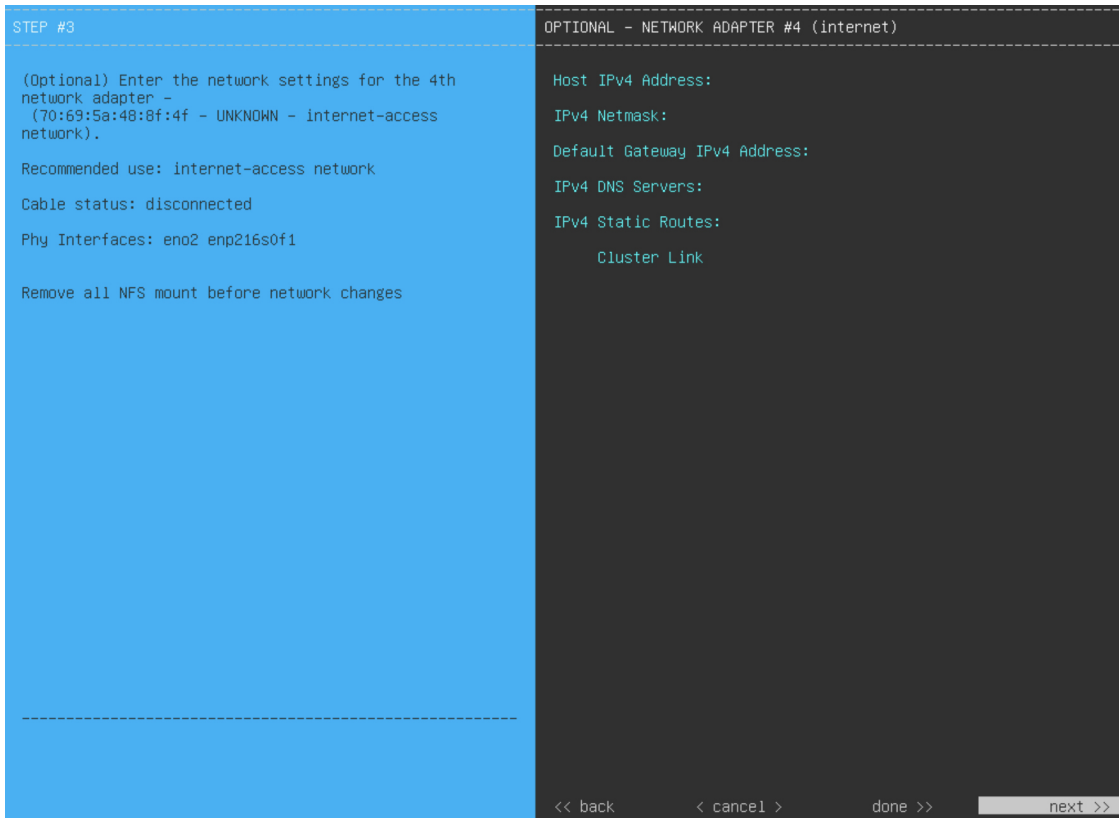 STEP #3
(Optional) Enter the network settings for the 4th
network adapter –
(70:69:5a:48:8f:4f – UNKNOWN – internet-access
network).
Recommended use: internet-access network
Cable status: disconnected
Phy Interfaces: eno2 enp216s0f1
Remove all NFS mount before network changes
OPTIONAL – NETWORK ADAPTER #4 (internet)
Host IPv4 Address:
IPv4 Netmask:
Default Gateway IPv4 Address:
IPv4 DNS Servers:
IPv4 Static Routes:
Cluster Link
<< back < cancel > done >> next >>